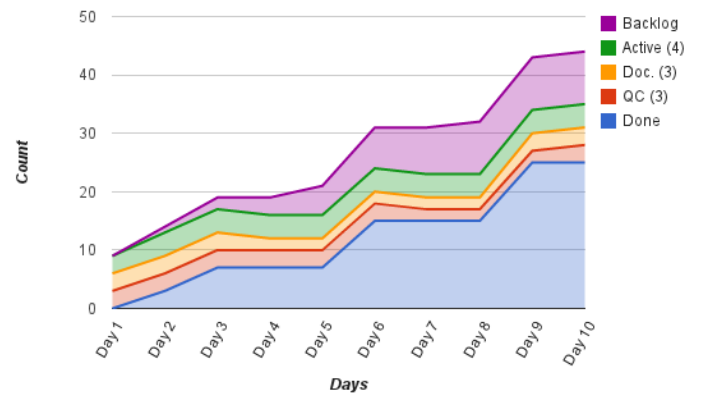 50
40
30
20
10
0
Count
Day 1
Day 2
Day 3
Day 4
Day 5
Day 6
Day 7
Day 8
Day 9
Day 10
Days
Backlog
Active (4)
Doc. (3)
QC (3)
Done